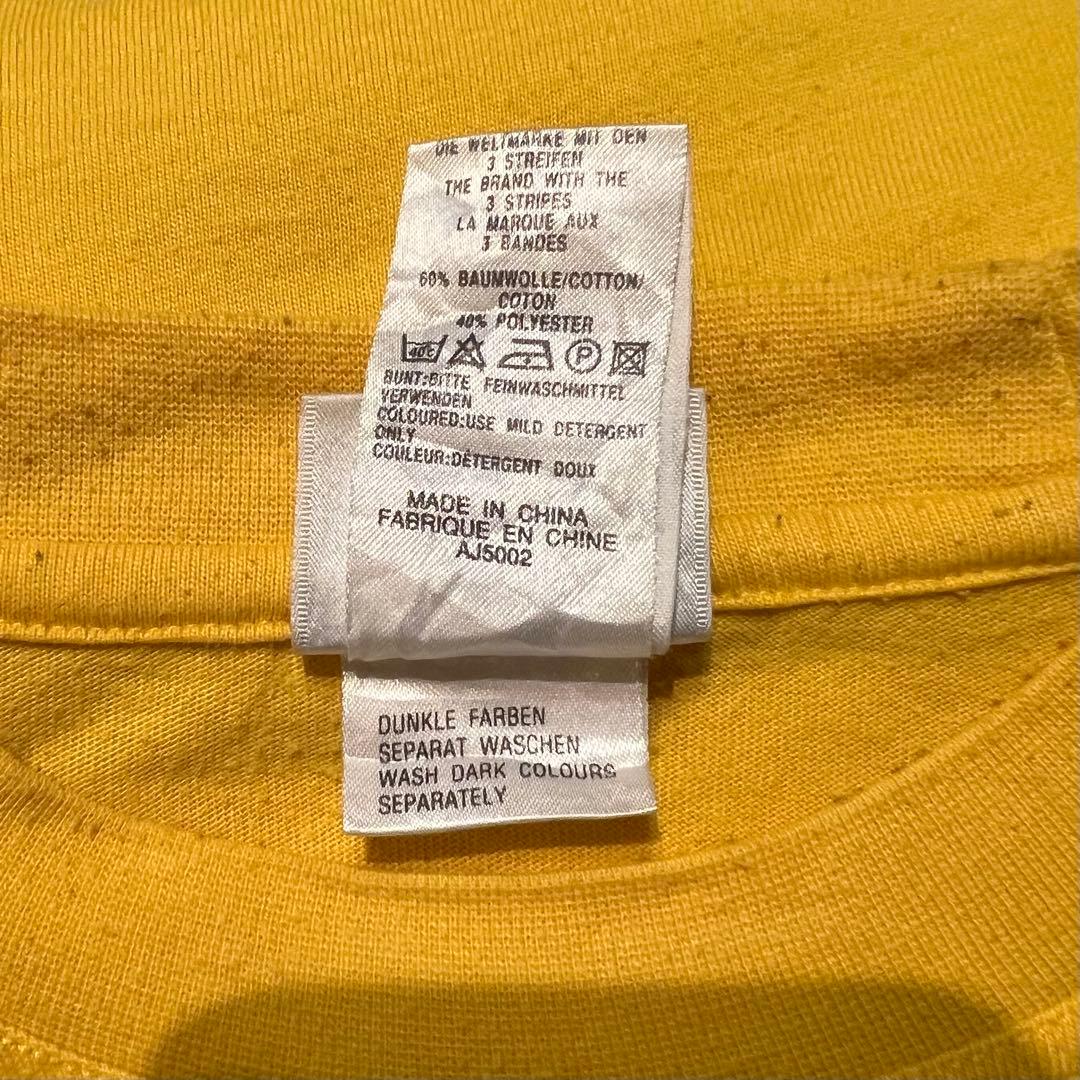 DIE WELTMARKE MIT DEN
3 STREIFEN
THE BRAND WITH THE
3 STRIPES
LA MARQUE AUX
3 BANDES
60% BAUMWOLLE/COTTON/
COTON
40% POLYESTER
40°C P
BUNT:BITTE FEINWASCHMITTEL
VERWENDEN
COLOURED:USE MILD DETERGENT
ONLY
COULEUR:DÉTERGENT DOUX
MADE IN CHINA
FABRIQUE EN CHINE
AJ5002
DUNKLE FARBEN
SEPARAT WASCHEN
WASH DARK COLOURS
SEPARATELY